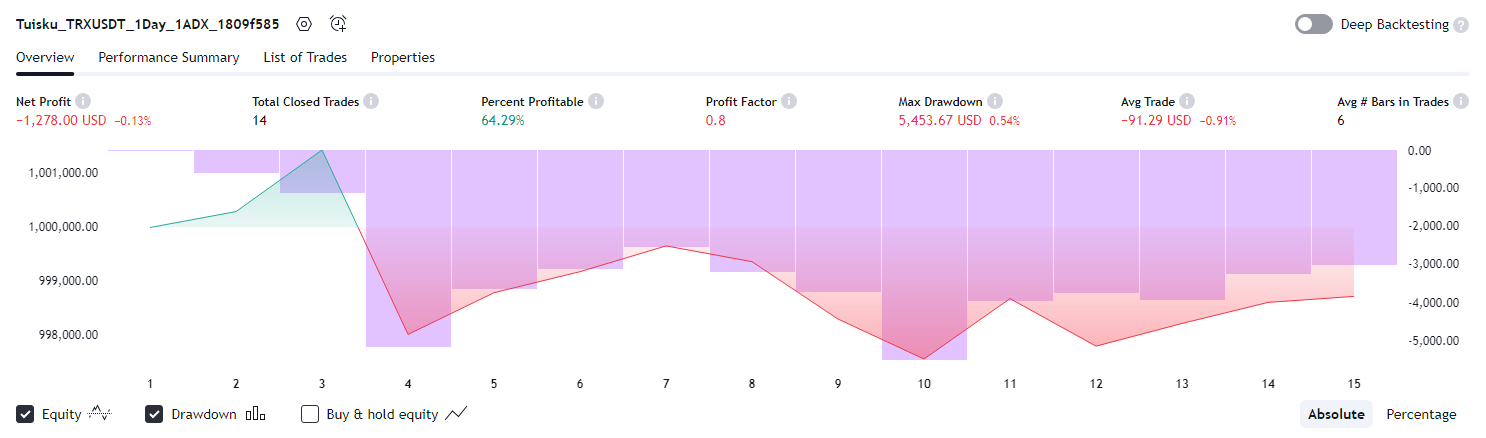 Tuisku_TRXUSDT_1Day_1ADX_1809f585 Deep Backtesting ?
Overview Performance Summary List of Trades Properties
Net Profit Total Closed Trades Percent Profitable Profit Factor Max Drawdown Avg Trade Avg # Bars in Trades
−1,278.00 USD −0.13% 14 64.29% 0.8 5,453.67 USD 0.54% −91.29 USD −0.91% 6
0.00
1,001,000.00
-1,000.00
1,000,000.00 -2,000.00
-3,000.00
999,000.00
-4,000.00
998,000.00
-5,000.00
1 2 3 4 5 6 7 8 9 10 11 12 13 14 15
Equity Drawdown Buy & hold equity Absolute Percentage